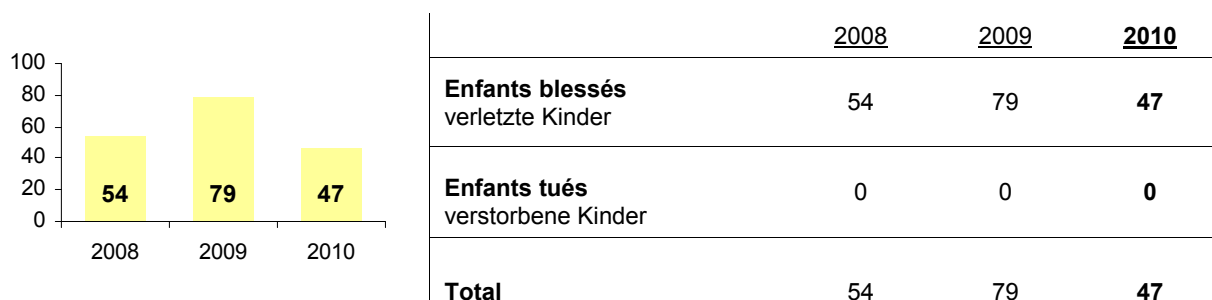 100
80
60
40
20
0
54 79 47
2008 2009 2010
2008 2009 2010
Enfants blessés
verletzte Kinder 54 79 47
Enfants tués
verstorbene Kinder 0 0 0
Total 54 79 47